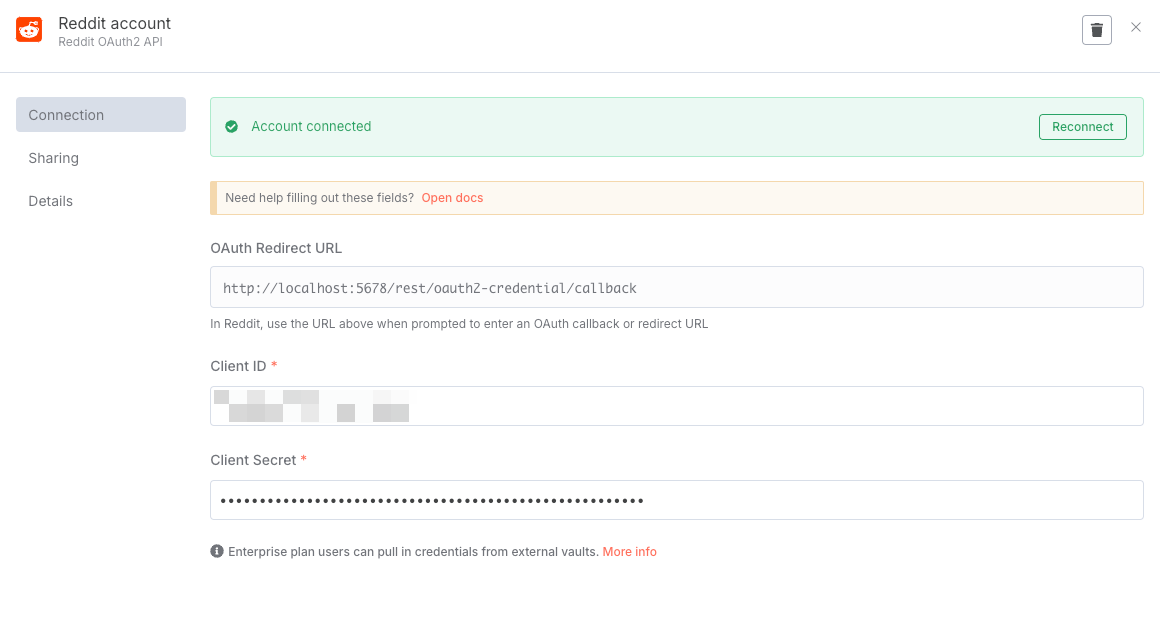 Reddit account
Reddit OAuth2 API
Connection
Sharing
Details
Account connected
Reconnect
Need help filling out these fields? Open docs
OAuth Redirect URL
http://localhost:5678/rest/oauth2-credential/callback
In Reddit, use the URL above when prompted to enter an OAuth callback or redirect URL
Client ID *
Client Secret *
••••••••••••••••••••••••••••••••••••••••••••••••••••••
Enterprise plan users can pull in credentials from external vaults. More info